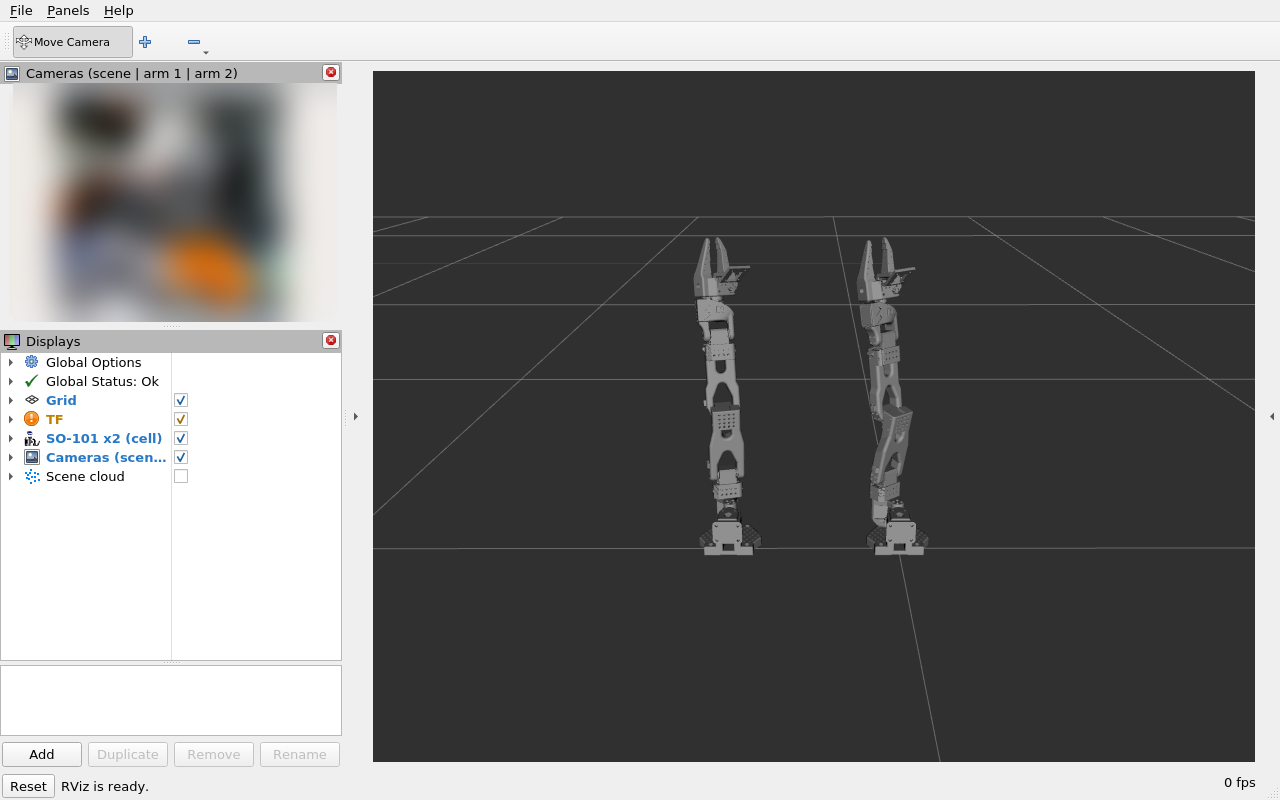 File Panels Help
Move Camera
Cameras (scene | arm 1 | arm 2)
Displays
Global Options
Global Status: Ok
Grid
TF
SO-101 x2 (cell)
Cameras (scen...
Scene cloud
Add Duplicate Remove Rename
Reset RViz is ready. 0 fps